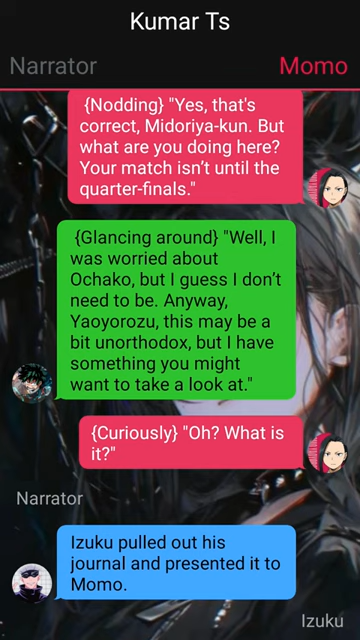 Kumar Ts
Narrator Momo
{Nodding} "Yes, that's
correct, Midoriya-kun. But
what are you doing here?
Your match isn't until the
quarter-finals."
{Glancing around} "Well, I
was worried about
Ochako, but I guess I don't
need to be. Anyway,
Yaoyorozu, this may be a
bit unorthodox, but I have
something you might
want to take a look at."
{Curiously} "Oh? What is
it?"
Narrator
Izuku pulled out his
journal and presented it to
Momo.
Izuku